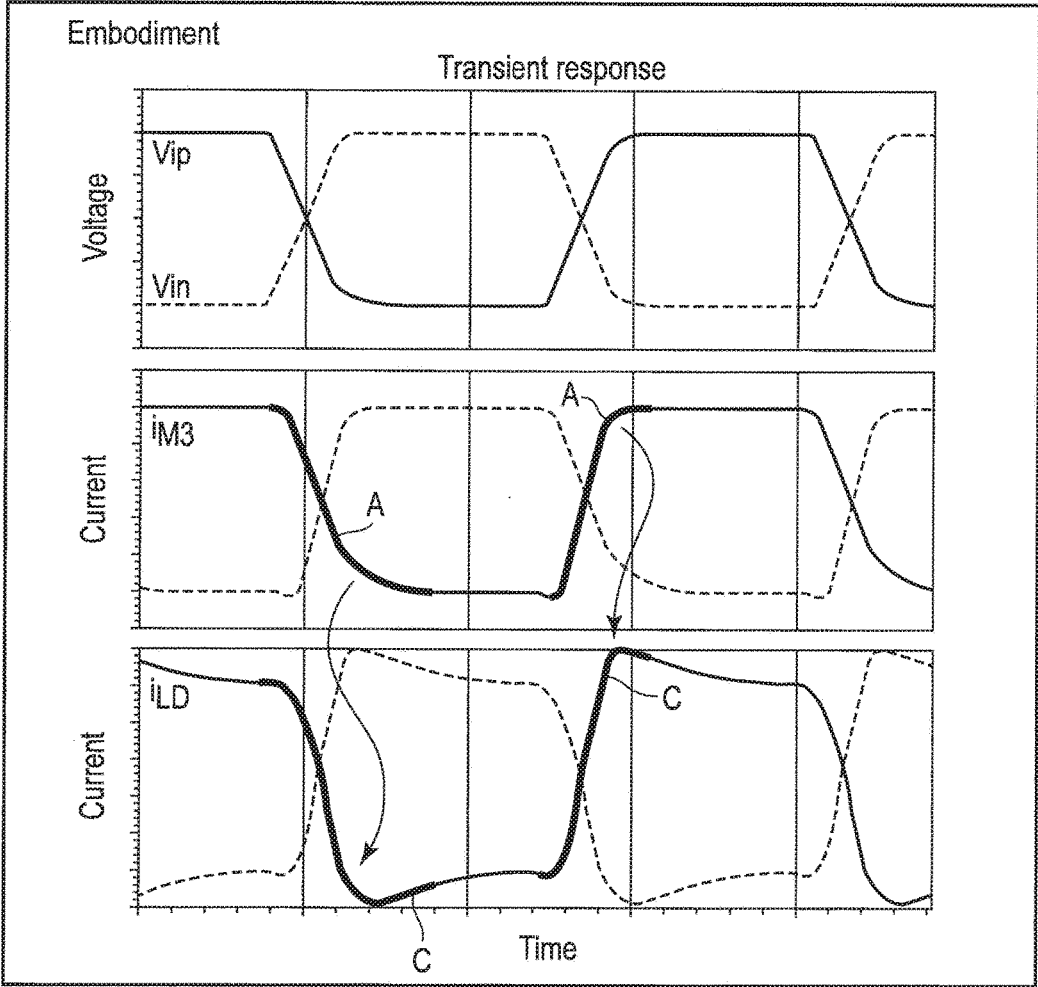 Embodiment
Transient response
Voltage
Vip
Vin
Current
iM3
A
A
Current
iLD
C
C
Time